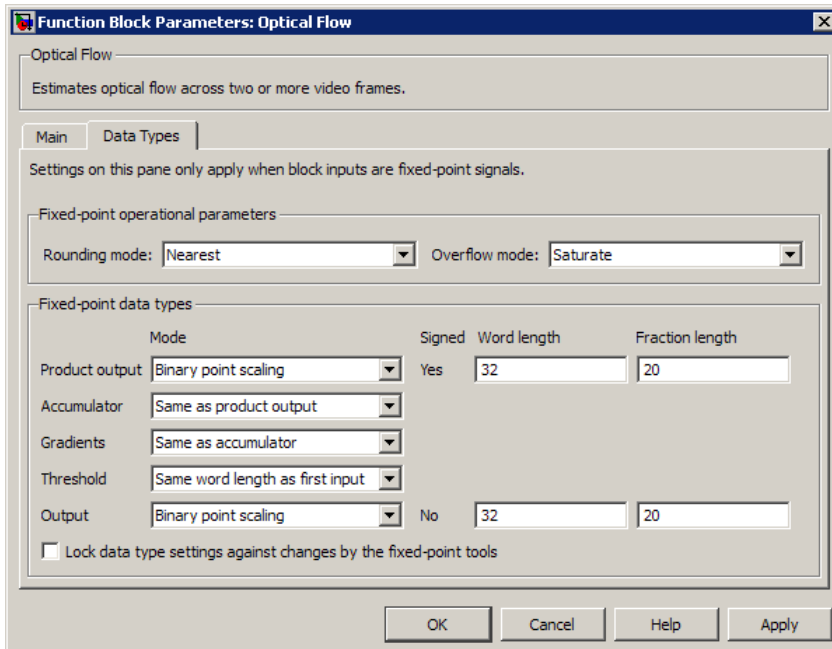 Function Block Parameters: Optical Flow
Optical Flow
Estimates optical flow across two or more video frames.
Main Data Types
Settings on this pane only apply when block inputs are fixed-point signals.
Fixed-point operational parameters
Rounding mode: Nearest Overflow mode: Saturate
Fixed-point data types
Mode Signed Word length Fraction length
Product output Binary point scaling Yes 32 20
Accumulator Same as product output
Gradients Same as accumulator
Threshold Same word length as first input
Output Binary point scaling No 32 20
Lock data type settings against changes by the fixed-point tools
OK Cancel Help Apply